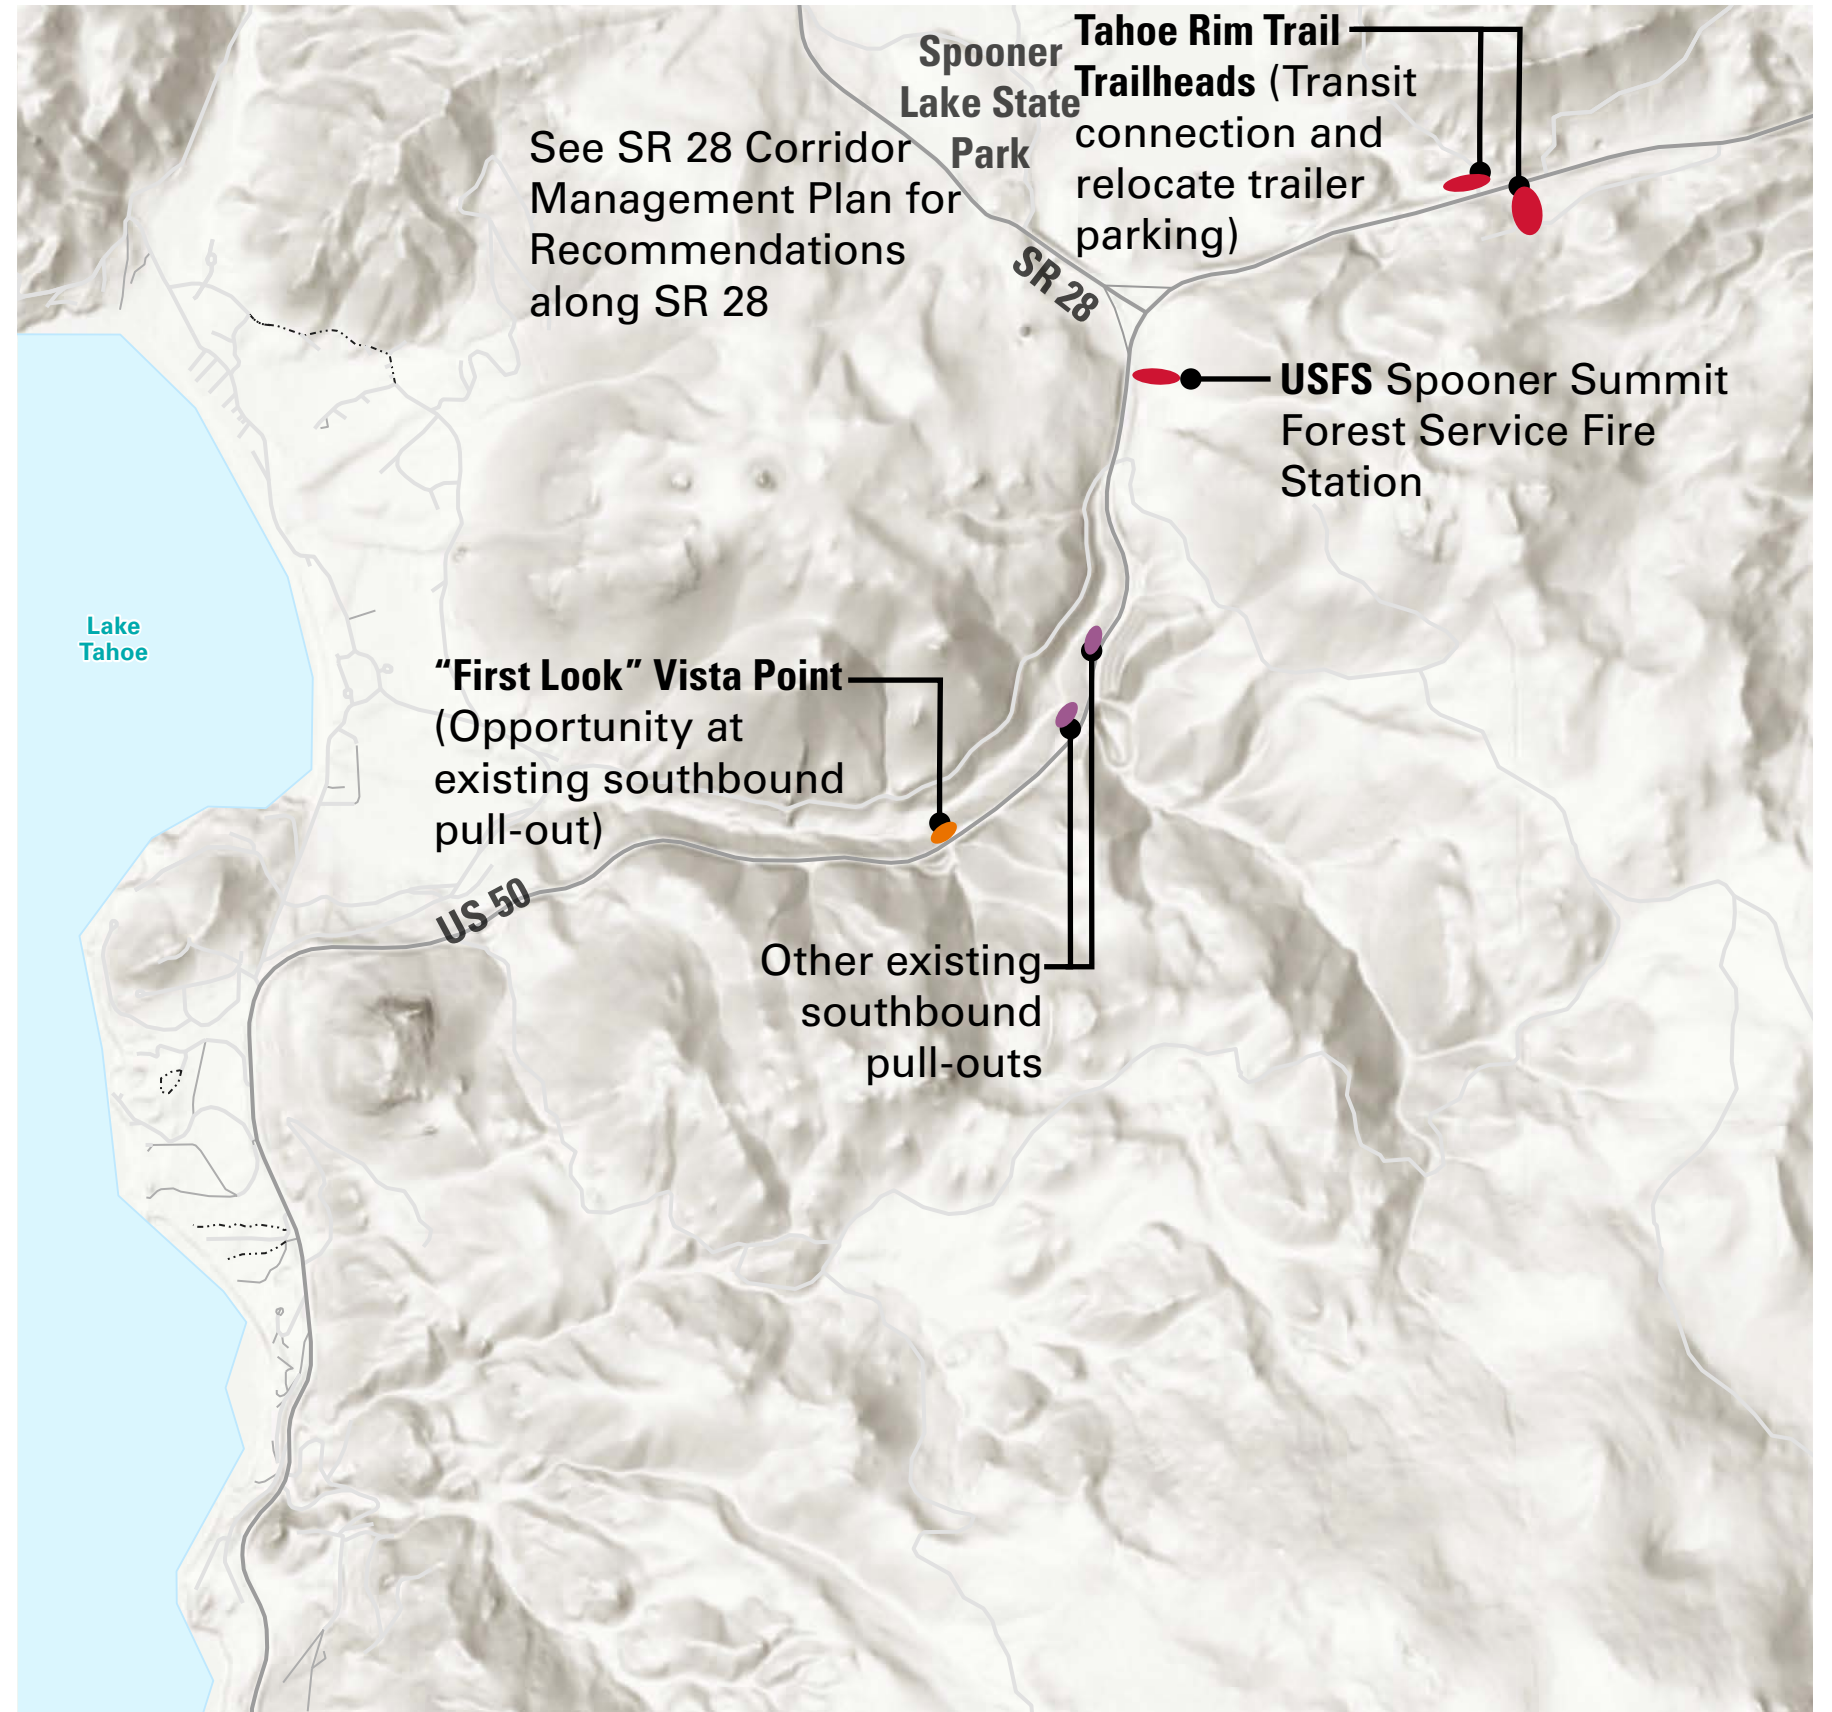 Tahoe Rim Trail
Trailheads (Transit
connection and
relocate trailer
parking)
Spooner
Lake State
Park
See SR 28 Corridor
Management Plan for
Recommendations
along SR 28
SR 28
USFS Spooner Summit
Forest Service Fire
Station
Lake
Tahoe
“First Look” Vista Point
(Opportunity at
existing southbound
pull-out)
US 50
Other existing
southbound
pull-outs